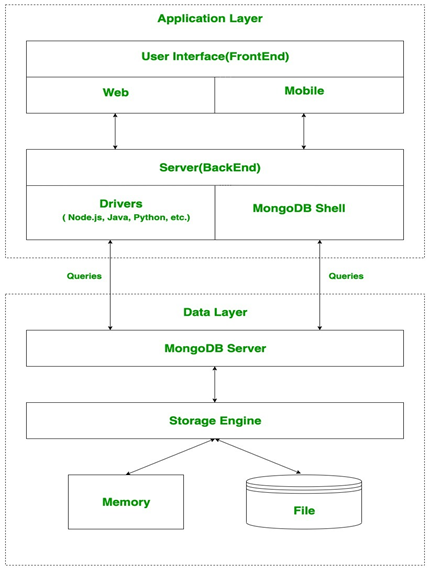 Application Layer
User Interface(FrontEnd)
Web
Mobile
Server(BackEnd)
Drivers
( Node.js, Java, Python, etc.)
MongoDB Shell
Queries
Queries
Data Layer
MongoDB Server
Storage Engine
Memory
File